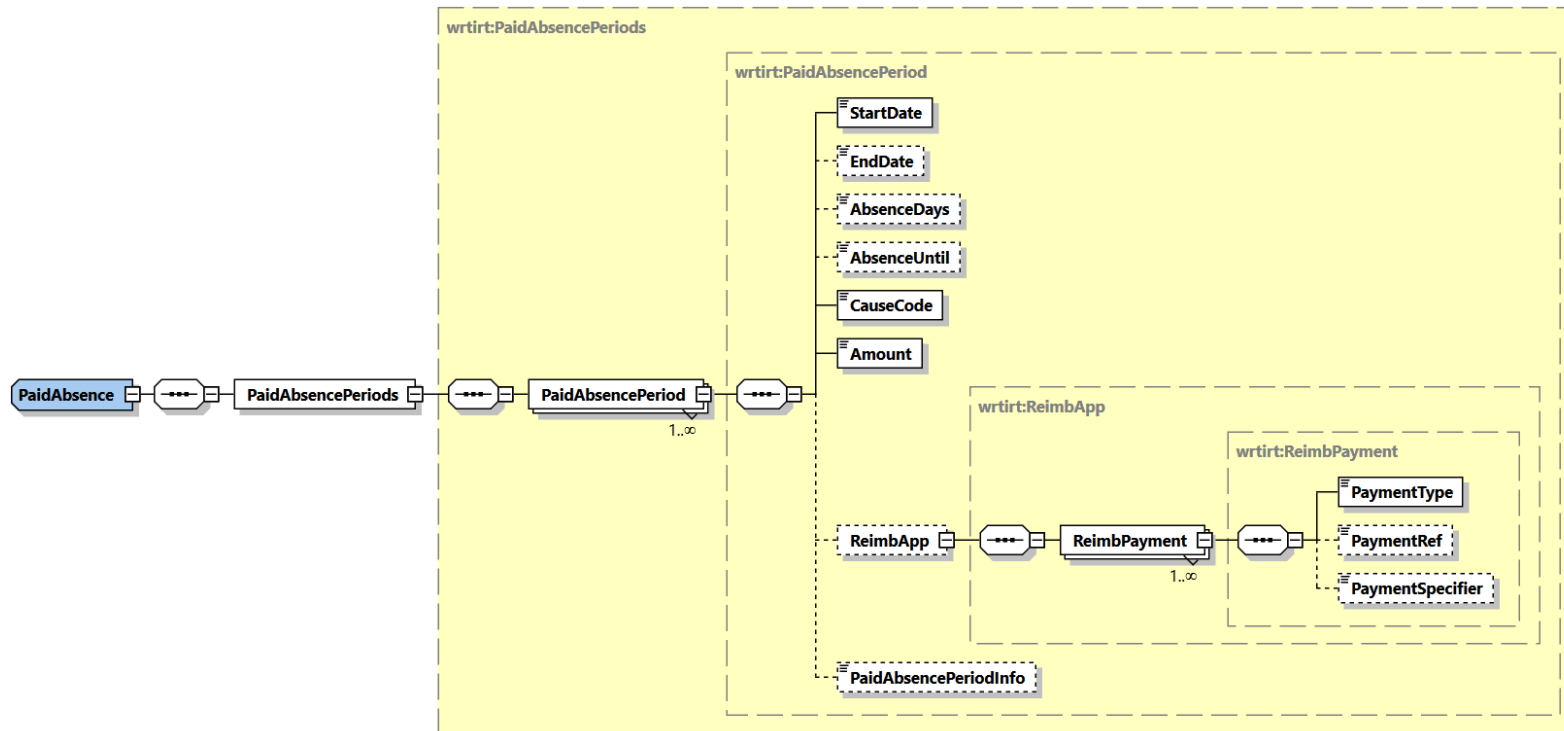 wrtirt:PaidAbsencePeriods
wrtirt:PaidAbsencePeriod
StartDate
EndDate
AbsenceDays
AbsenceUntil
CauseCode
Amount
PaidAbsence
PaidAbsencePeriods
PaidAbsencePeriod
1..∞
wrtirt:ReimbApp
wrtirt:ReimbPayment
PaymentType
ReimbApp
ReimbPayment
1..∞
PaymentRef
PaymentSpecifier
PaidAbsencePeriodInfo